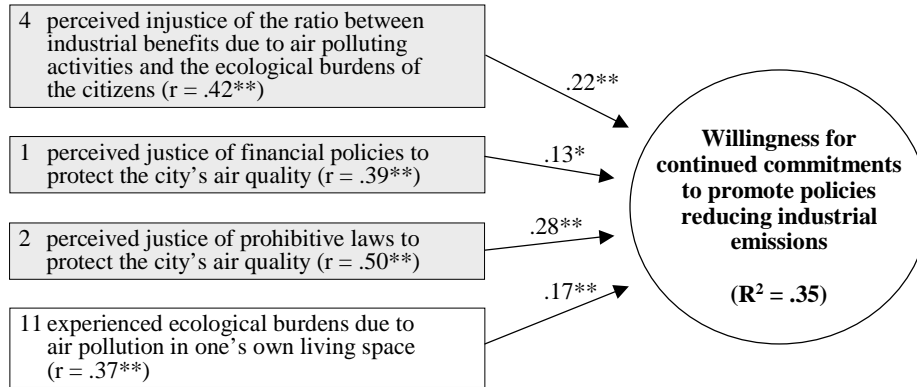 4 perceived injustice of the ratio between
industrial benefits due to air polluting
activities and the ecological burdens of
the citizens (r = .42**)
.22**
1 perceived justice of financial policies to
protect the city's air quality (r = .39**)
.13*
2 perceived justice of prohibitive laws to
protect the city's air quality (r = .50**)
.28**
11 experienced ecological burdens due to
air pollution in one's own living space
(r = .37**)
.17**
Willingness for
continued commitments
to promote policies
reducing industrial
emissions
(R² = .35)